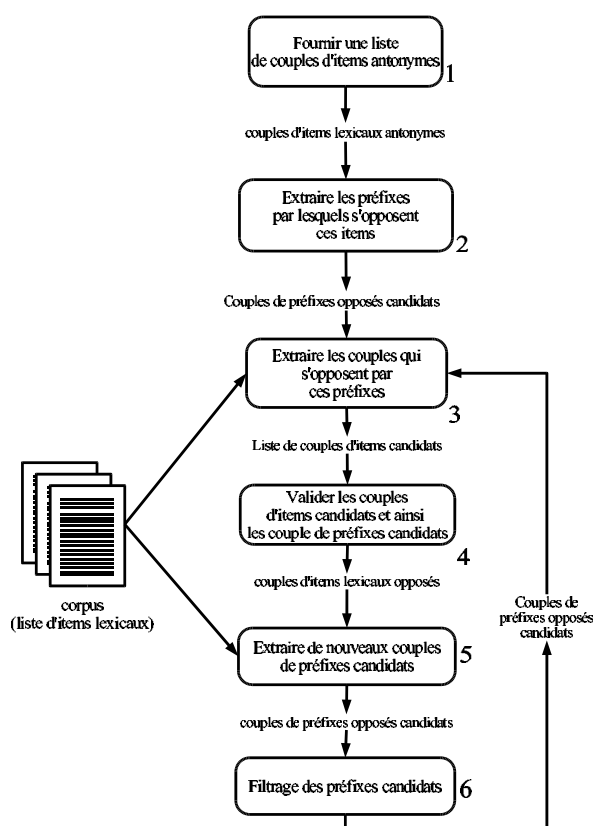 Fournir une liste
de couples d'items antonymes
1
couples d'items lexicaux antonymes
Extraire les préfixes
par lesquels s'opposent
ces items
2
Couples de préfixes opposés candidats
Extraire les couples qui
s'opposent par
ces préfixes
3
Liste de couples d'items candidats
Valider les couples
d'items candidats et ainsi
les couple de préfixes candidats
4
couples d'items lexicaux opposés
corpus
(liste d'items lexicaux)
Couples de
préfixes opposés
candidats
Extraire de nouveaux couples
de préfixes candidats
5
couples de préfixes opposés candidats
Filtrage des préfixes candidats
6